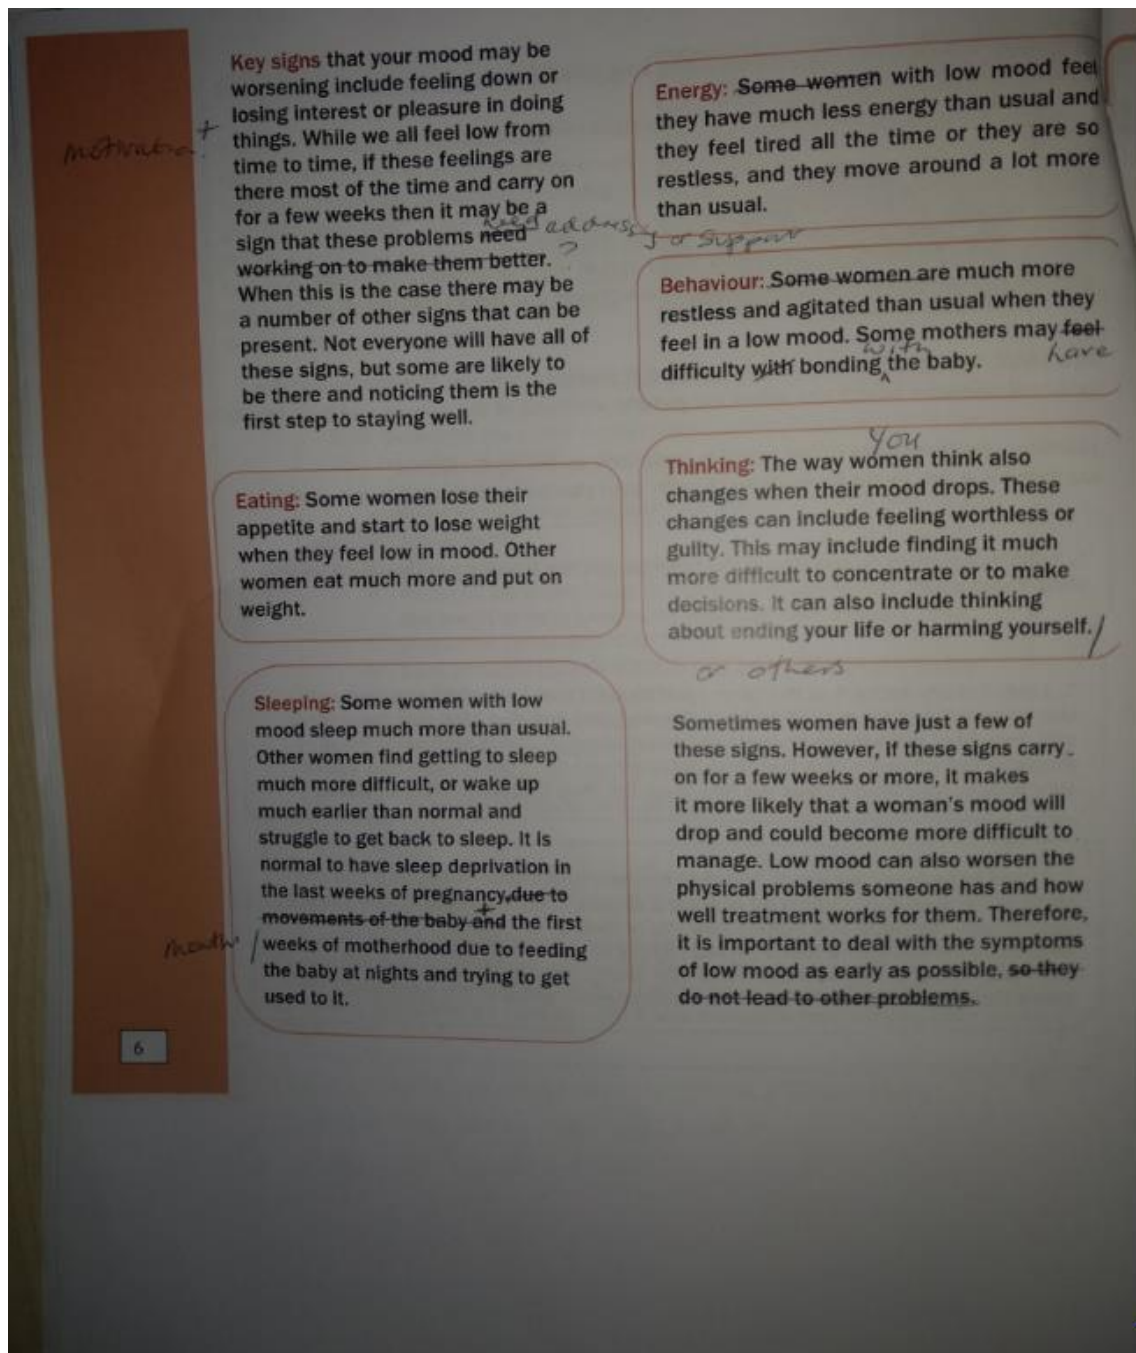 Key signs that your mood may be
worsening include feeling down or
losing interest or pleasure in doing
things. While we all feel low from
motivation +
time to time, if these feelings are
there most of the time and carry on
for a few weeks then it may be a
need addressing or support
sign that these problems need
?
working on to make them better.
When this is the case there may be
a number of other signs that can be
present. Not everyone will have all of
these signs, but some are likely to
be there and noticing them is the
first step to staying well.
Eating: Some women lose their
appetite and start to lose weight
when they feel low in mood. Other
women eat much more and put on
weight.
Sleeping: Some women with low
mood sleep much more than usual.
Other women find getting to sleep
much more difficult, or wake up
much earlier than normal and
struggle to get back to sleep. It is
normal to have sleep deprivation in
the last weeks of pregnancy, due to
+
movements of the baby and the first
months / weeks of motherhood due to feeding
the baby at nights and trying to get
used to it.
6
Energy: Some women with low mood feel
they have much less energy than usual and
they feel tired all the time or they are so
restless, and they move around a lot more
than usual.
Behaviour: Some women are much more
restless and agitated than usual when they
feel in a low mood. Some mothers may feel
with have
difficulty with bonding the baby.
you
Thinking: The way women think also
changes when their mood drops. These
changes can include feeling worthless or
guilty. This may include finding it much
more difficult to concentrate or to make
decisions. It can also include thinking
about ending your life or harming yourself. /
or others
Sometimes women have just a few of
these signs. However, if these signs carry
on for a few weeks or more, it makes
it more likely that a woman's mood will
drop and could become more difficult to
manage. Low mood can also worsen the
physical problems someone has and how
well treatment works for them. Therefore,
it is important to deal with the symptoms
of low mood as early as possible, so they
do not lead to other problems.